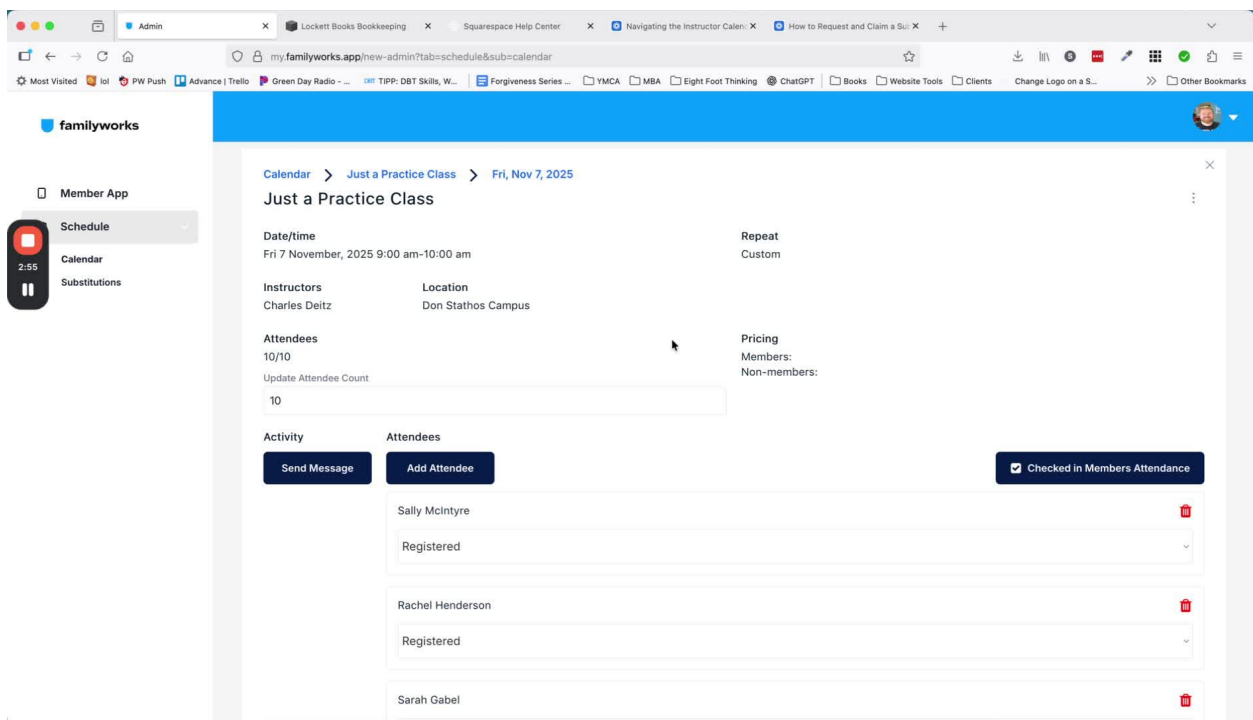 Admin
Lockett Books Bookkeeping
Squarespace Help Center
Navigating the Instructor Calen
How to Request and Claim a Su
my.familyworks.app/new-admin?tab=schedule&sub=calendar
Most Visited
lol
PW Push
Advance | Trello
Green Day Radio - ...
TIPP: DBT Skills, W...
Forgiveness Series ...
YMCA
MBA
Eight Foot Thinking
ChatGPT
Books
Website Tools
Clients
Change Logo on a S...
Other Bookmarks
familyworks
Member App
Schedule
Calendar
Substitutions
2:55
Calendar > Just a Practice Class > Fri, Nov 7, 2025
Just a Practice Class
Date/time
Fri 7 November, 2025 9:00 am-10:00 am
Repeat
Custom
Instructors
Charles Deitz
Location
Don Stathos Campus
Attendees
10/10
Update Attendee Count
10
Pricing
Members:
Non-members:
Activity
Send Message
Attendees
Add Attendee
Checked in Members Attendance
Sally McIntyre
Registered
Rachel Henderson
Registered
Sarah Gabel